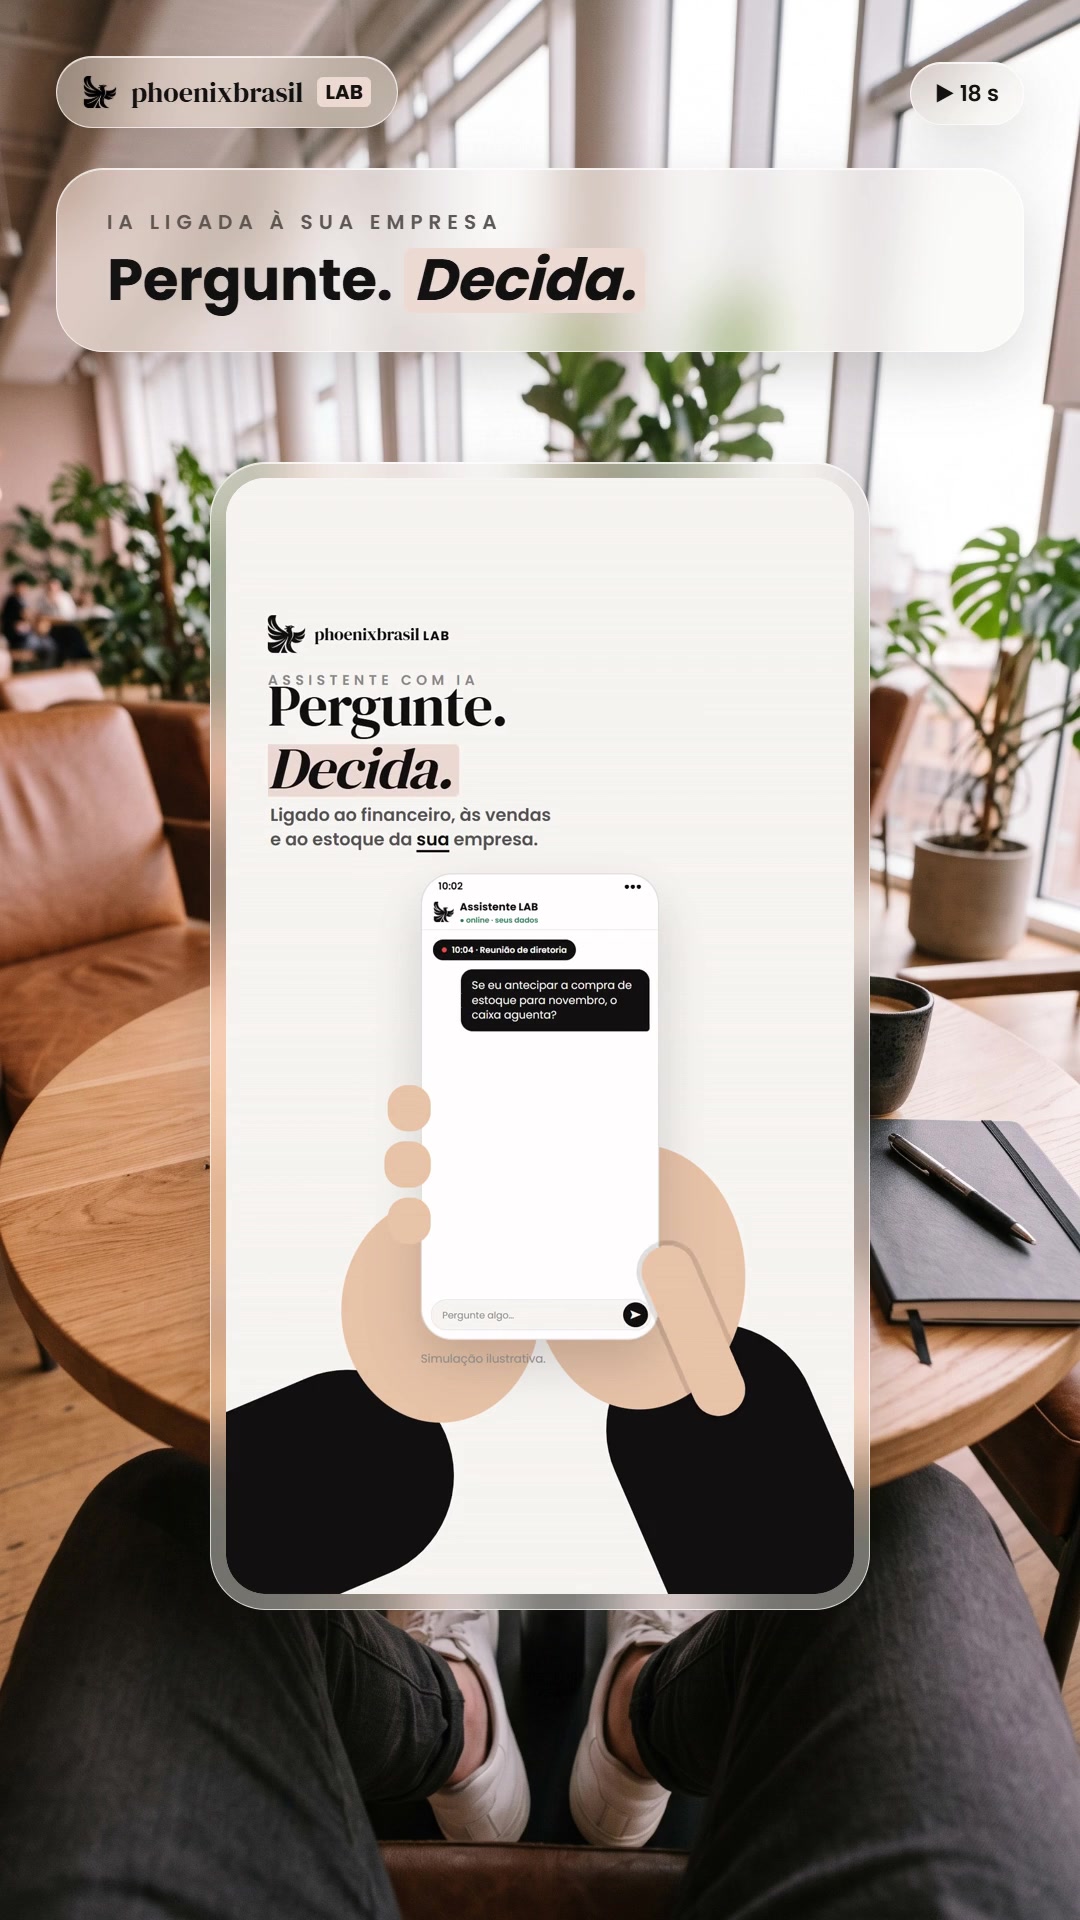 phoenixbrasil LAB
▶ 18 s
IA LIGADA À SUA EMPRESA
Pergunte. Decida.
phoenixbrasil LAB
ASSISTENTE COM IA
Pergunte.
Decida.
Ligado ao financeiro, às vendas
e ao estoque da sua empresa.
10:02
Assistente LAB
• online · seus dados
10:04 · Reunião de diretoria
Se eu antecipar a compra de
estoque para novembro, o
caixa aguenta?
Pergunte algo...
Simulação ilustrativa.